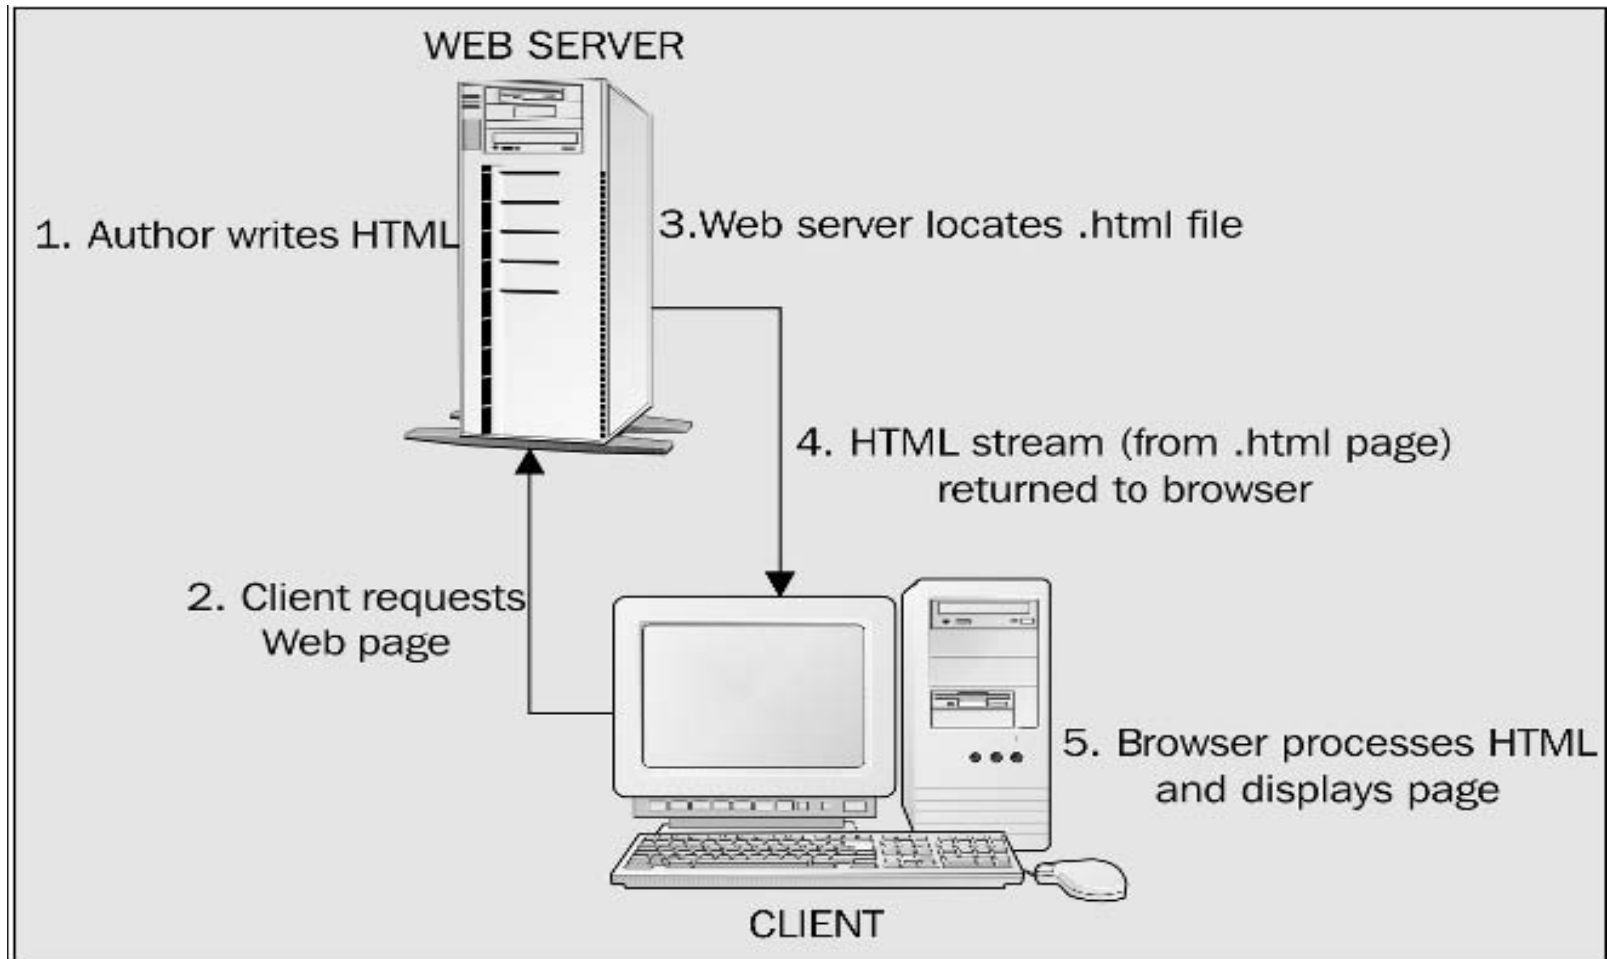 WEB SERVER
1. Author writes HTML
3.Web server locates .html file
4. HTML stream (from .html page)
returned to browser
2. Client requests
Web page
5. Browser processes HTML
and displays page
CLIENT